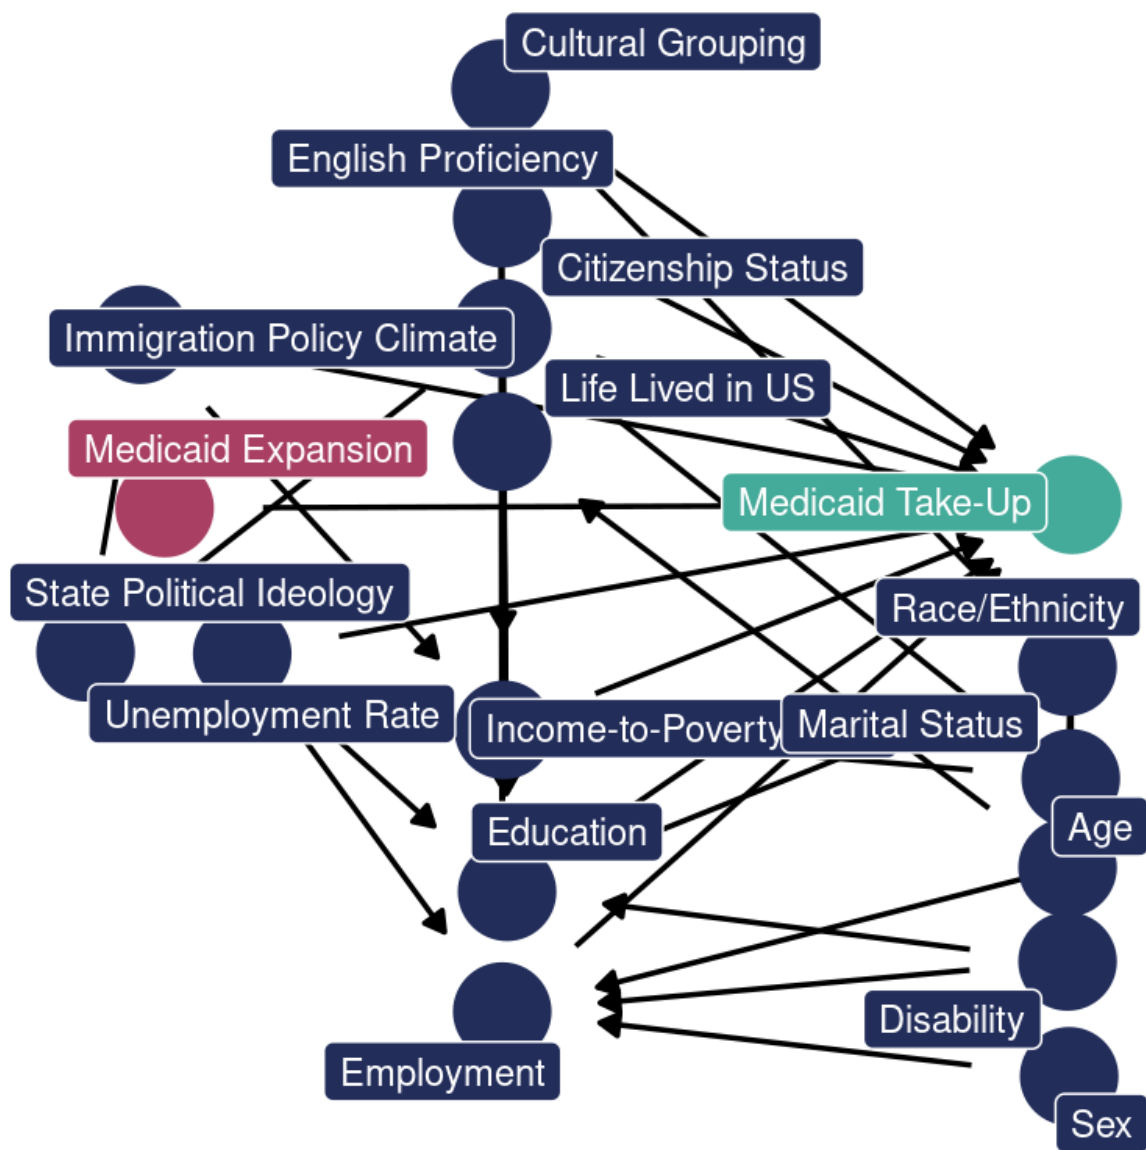 Cultural Grouping
English Proficiency
Citizenship Status
Immigration Policy Climate
Life Lived in US
Medicaid Expansion
Medicaid Take-Up
State Political Ideology
Race/Ethnicity
Unemployment Rate
Income-to-Poverty
Marital Status
Education
Age
Disability
Employment
Sex